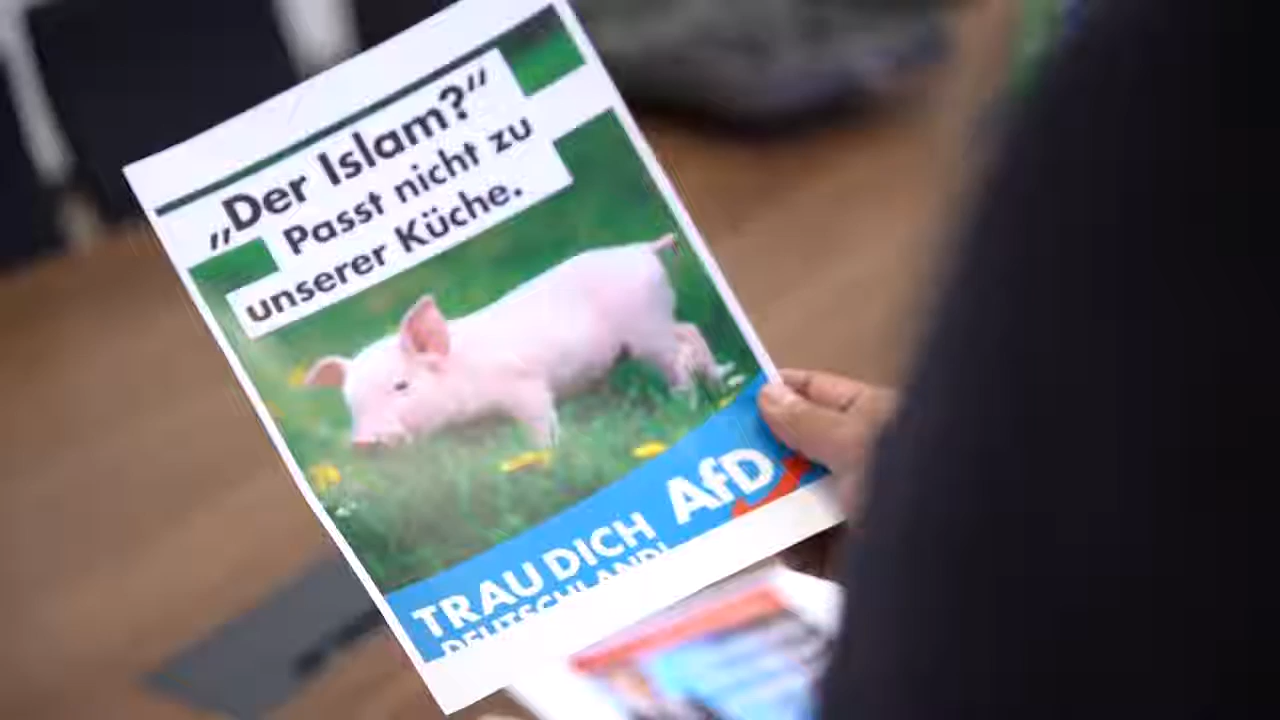 „Der Islam?“
Passt nicht zu
unserer Küche.
AfD
TRAU DICH
DEUTSCHLAND!